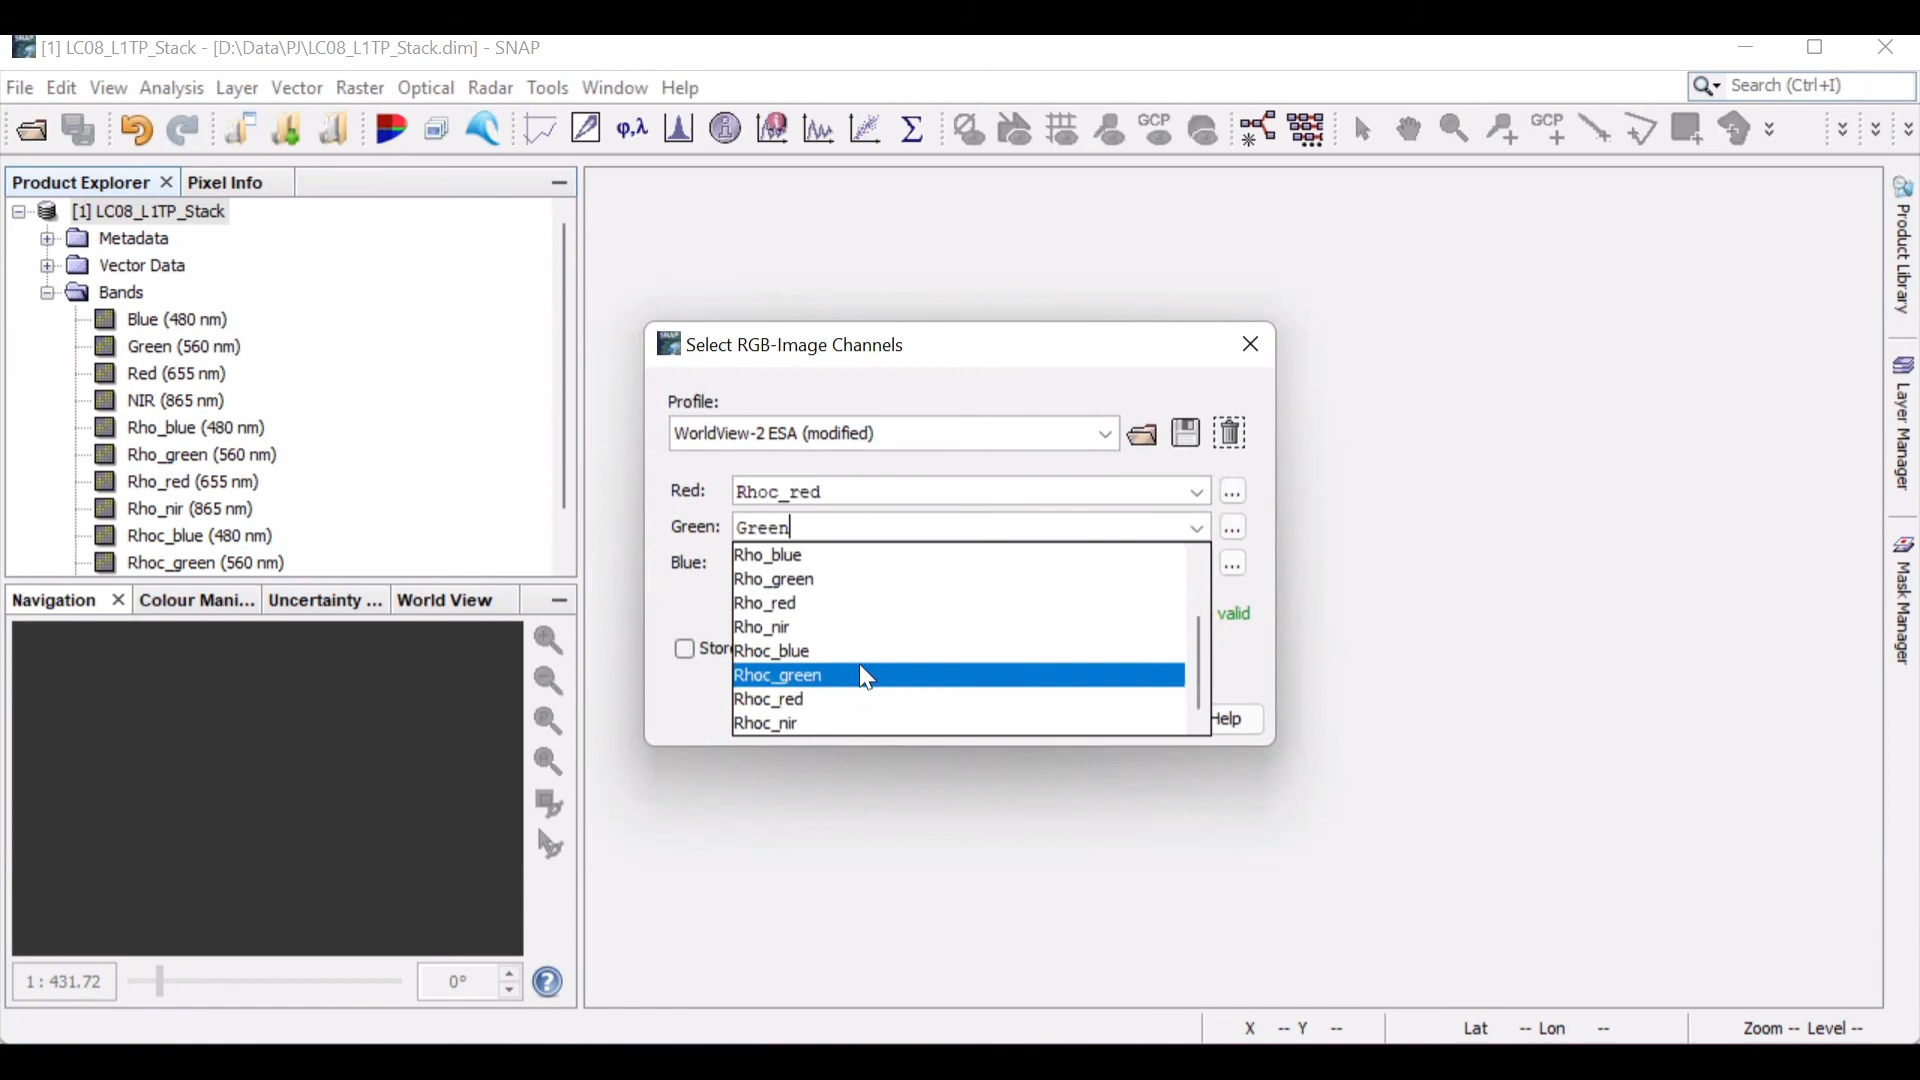 [1] LC08_L1TP_Stack - [D:\Data\PJ\LC08_L1TP_Stack.dim] - SNAP
File Edit View Analysis Layer Vector Raster Optical Radar Tools Window Help
Search (Ctrl+I)
φ,λ
GCP
GCP
Product Explorer
Pixel Info
[1] LC08_L1TP_Stack
Metadata
Vector Data
Bands
Blue (480 nm)
Green (560 nm)
Red (655 nm)
NIR (865 nm)
Rho_blue (480 nm)
Rho_green (560 nm)
Rho_red (655 nm)
Rho_nir (865 nm)
Rhoc_blue (480 nm)
Rhoc_green (560 nm)
Navigation
Colour Mani...
Uncertainty ...
World View
1 : 431.72
0°
Select RGB-Image Channels
Profile:
WorldView-2 ESA (modified)
Red:
Rhoc_red
...
Green:
Green
...
Blue:
...
Rho_blue
Rho_green
Rho_red
Rho_nir
Rhoc_blue
Rhoc_green
Rhoc_red
Rhoc_nir
valid
Stor
Help
Product Library
Layer Manager
Mask Manager
X -- Y --
Lat -- Lon --
Zoom -- Level --